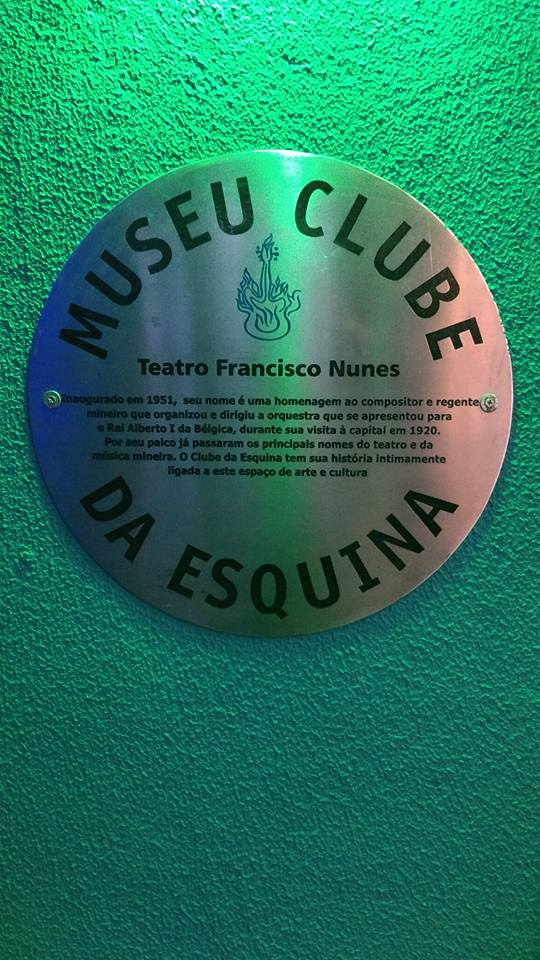 MUSEU CLUBE
Teatro Francisco Nunes
Inaugurado em 1951, seu nome é uma homenagem ao compositor e regente
mineiro que organizou e dirigiu a orquestra que se apresentou para
o Rei Alberto I da Bélgica, durante sua visita à capital em 1920.
Por seu palco já passaram os principais nomes do teatro e da
música mineira. O Clube da Esquina tem sua história intimamente
ligada a este espaço de arte e cultura
DA ESQUINA